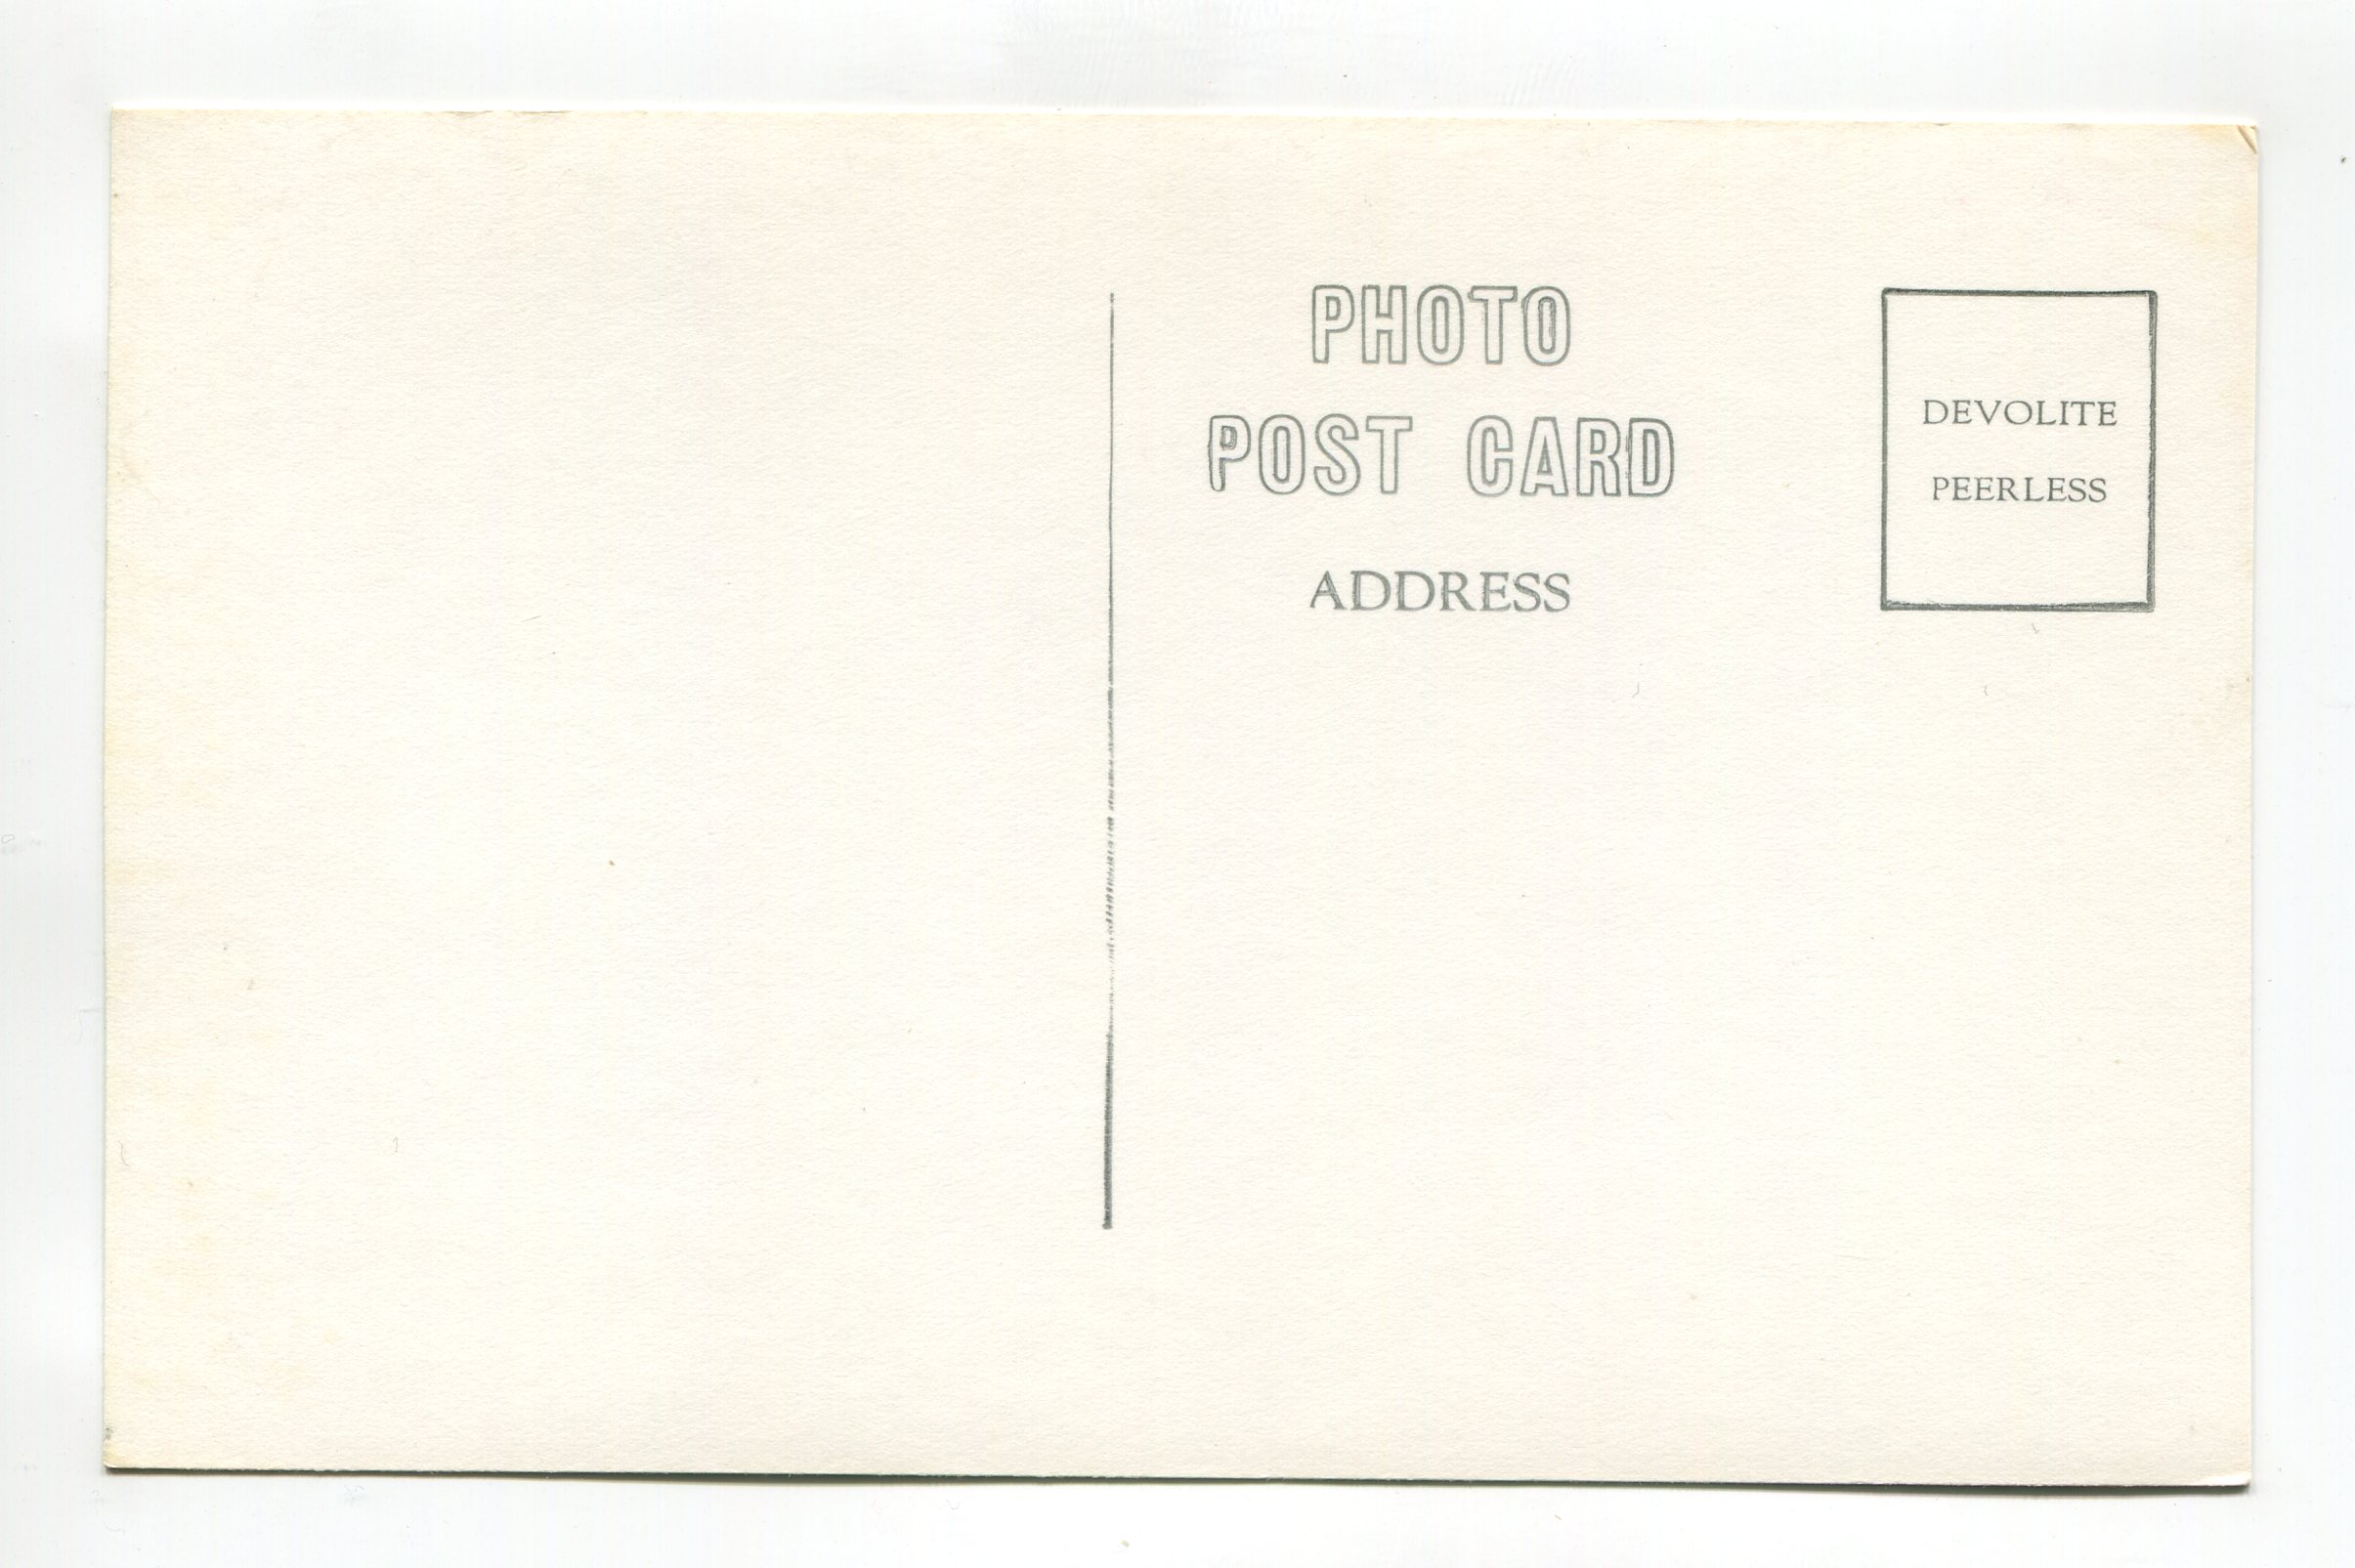 PHOTO
POST CARD
ADDRESS
DEVOLITE
PEERLESS